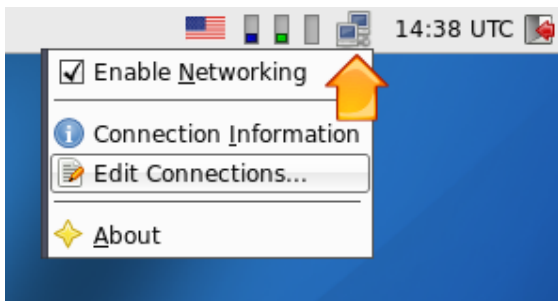 14:38 UTC
Enable Networking
Connection Information
Edit Connections...
About